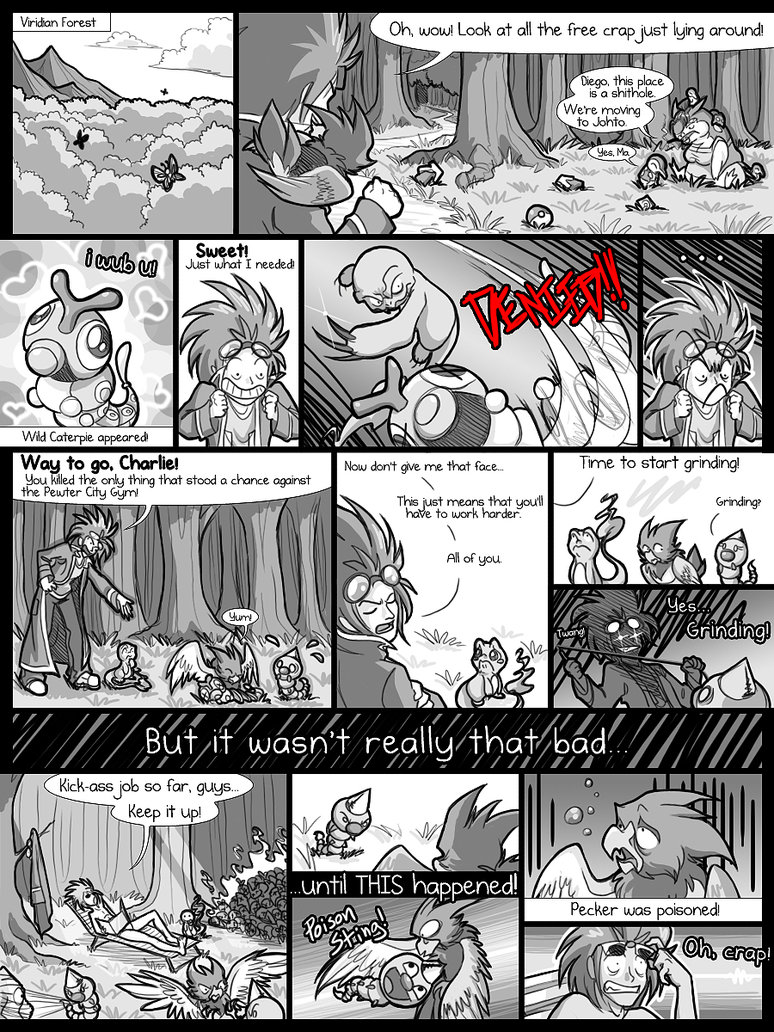 Viridian Forest
Oh, wow! Look at all the free crap just lying around!
Diego, this place
is a shithole.
We're moving
to Johto.
Yes, Ma.
i wub u!
Wild Caterpie appeared!
Sweet!
Just what I needed!
DENIED!!
...
Way to go, Charlie!
You killed the only thing that stood a chance against
the Pewter City Gym!
Yum!
Now don't give me that face...
This just means that you'll
have to work harder.
All of you.
Time to start grinding!
Grinding?
Twang!
Yes...
Grinding!
But it wasn't really that bad...
Kick-ass job so far, guys...
Keep it up!
...until THIS happened!
Poison
String!
Pecker was poisoned!
Oh, crap!